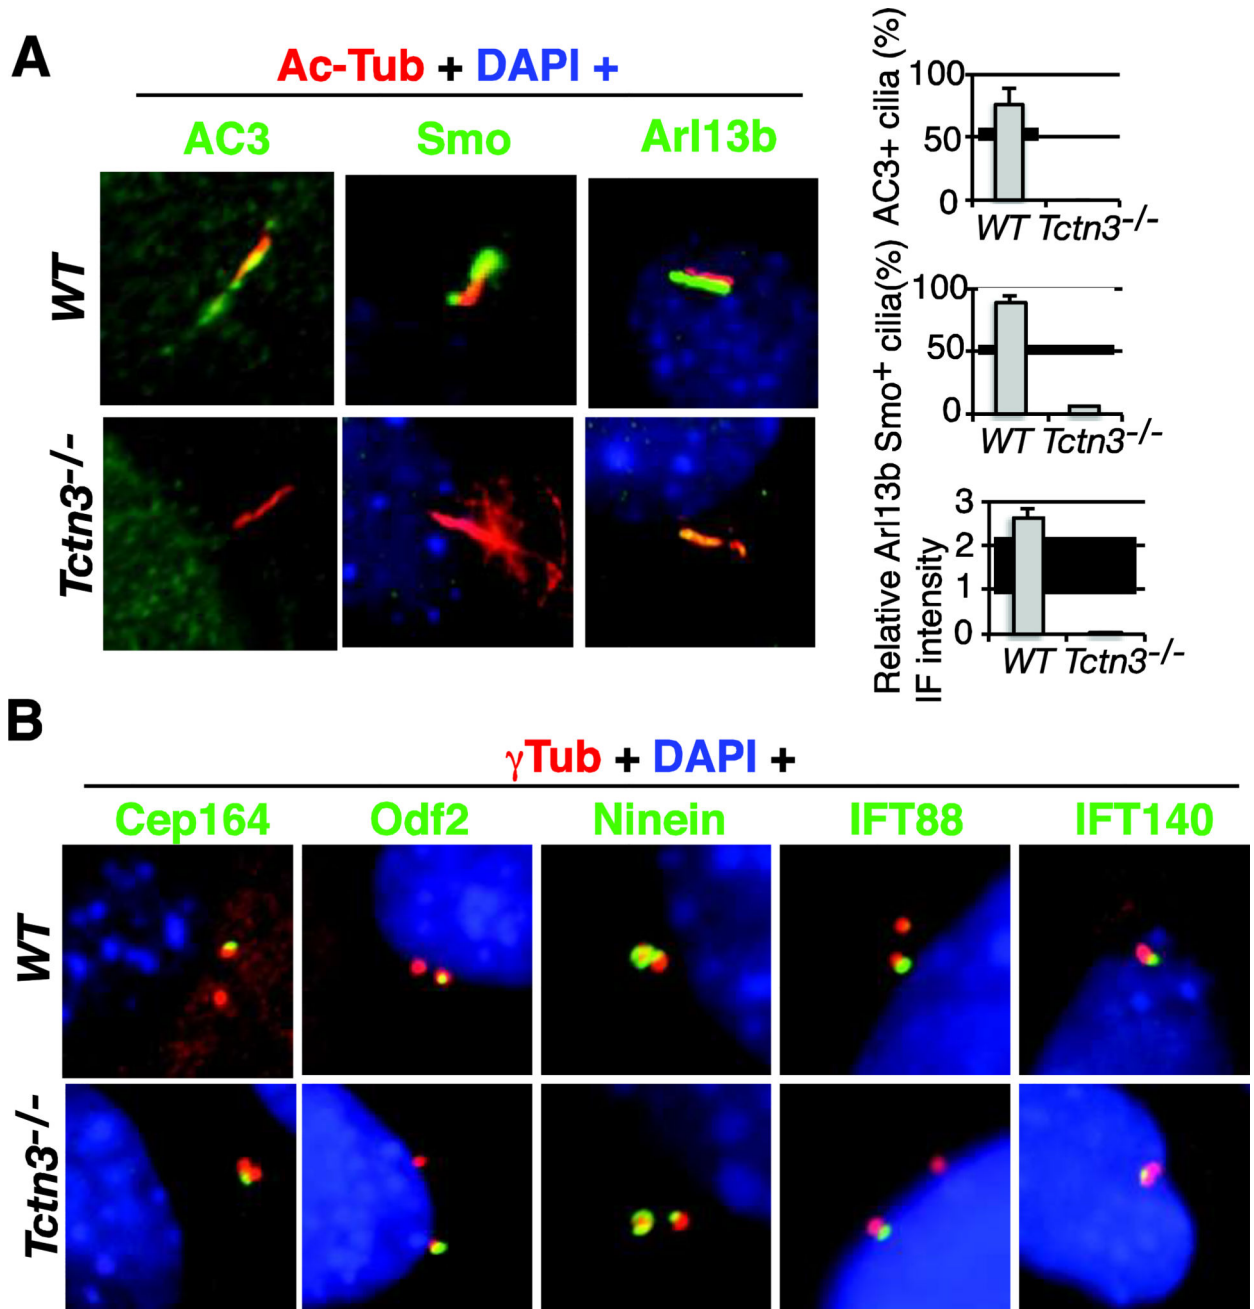 A
Ac-Tub + DAPI +
AC3 Smo Arl13b
WT
Tctn3-/-
AC3+ cilia (%)
100
50
0
WT Tctn3-/-
Smo+ cilia(%)
100
50
0
WT Tctn3-/-
Relative Arl13b
IF intensity
3
2
1
0
WT Tctn3-/-
B
γTub + DAPI +
Cep164 Odf2 Ninein IFT88 IFT140
WT
Tctn3-/-